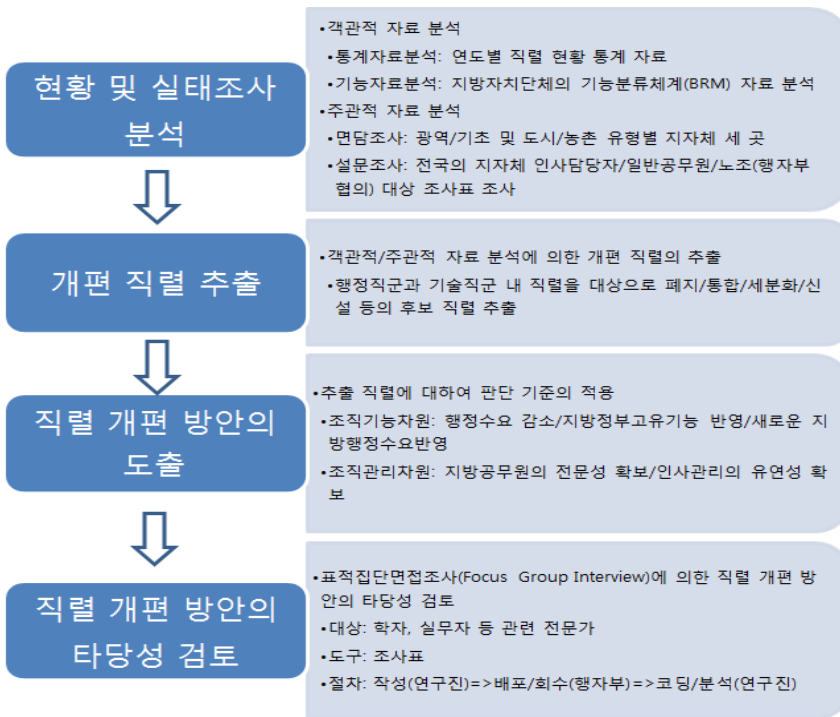 현황 및 실태조사
분석
•객관적 자료 분석
•통계자료분석: 연도별 직렬 현황 통계 자료
•기능자료분석: 지방자치단체의 기능분류체계(BRM) 자료 분석
•주관적 자료 분석
•면담조사: 광역/기초 및 도시/농촌 유형별 지자체 세 곳
•설문조사: 전국의 지자체 인사담당자/일반공무원/노조(행자부
협의) 대상 조사표 조사
개편 직렬 추출
•객관적/주관적 자료 분석에 의한 개편 직렬의 추출
•행정직군과 기술직군 내 직렬을 대상으로 폐지/통합/세분화/신
설 등의 후보 직렬 추출
직렬 개편 방안의
도출
•추출 직렬에 대하여 판단 기준의 적용
•조직기능차원: 행정수요 감소/지방정부고유기능 반영/새로운 지
방행정수요반영
•조직관리차원: 지방공무원의 전문성 확보/인사관리의 유연성 확
보
직렬 개편 방안의
타당성 검토
•표적집단면접조사(Focus Group Interview)에 의한 직렬 개편 방
안의 타당성 검토
•대상: 학자, 실무자 등 관련 전문가
•도구: 조사표
•절차: 작성(연구진)=>배포/회수(행자부)=>코딩/분석(연구진)